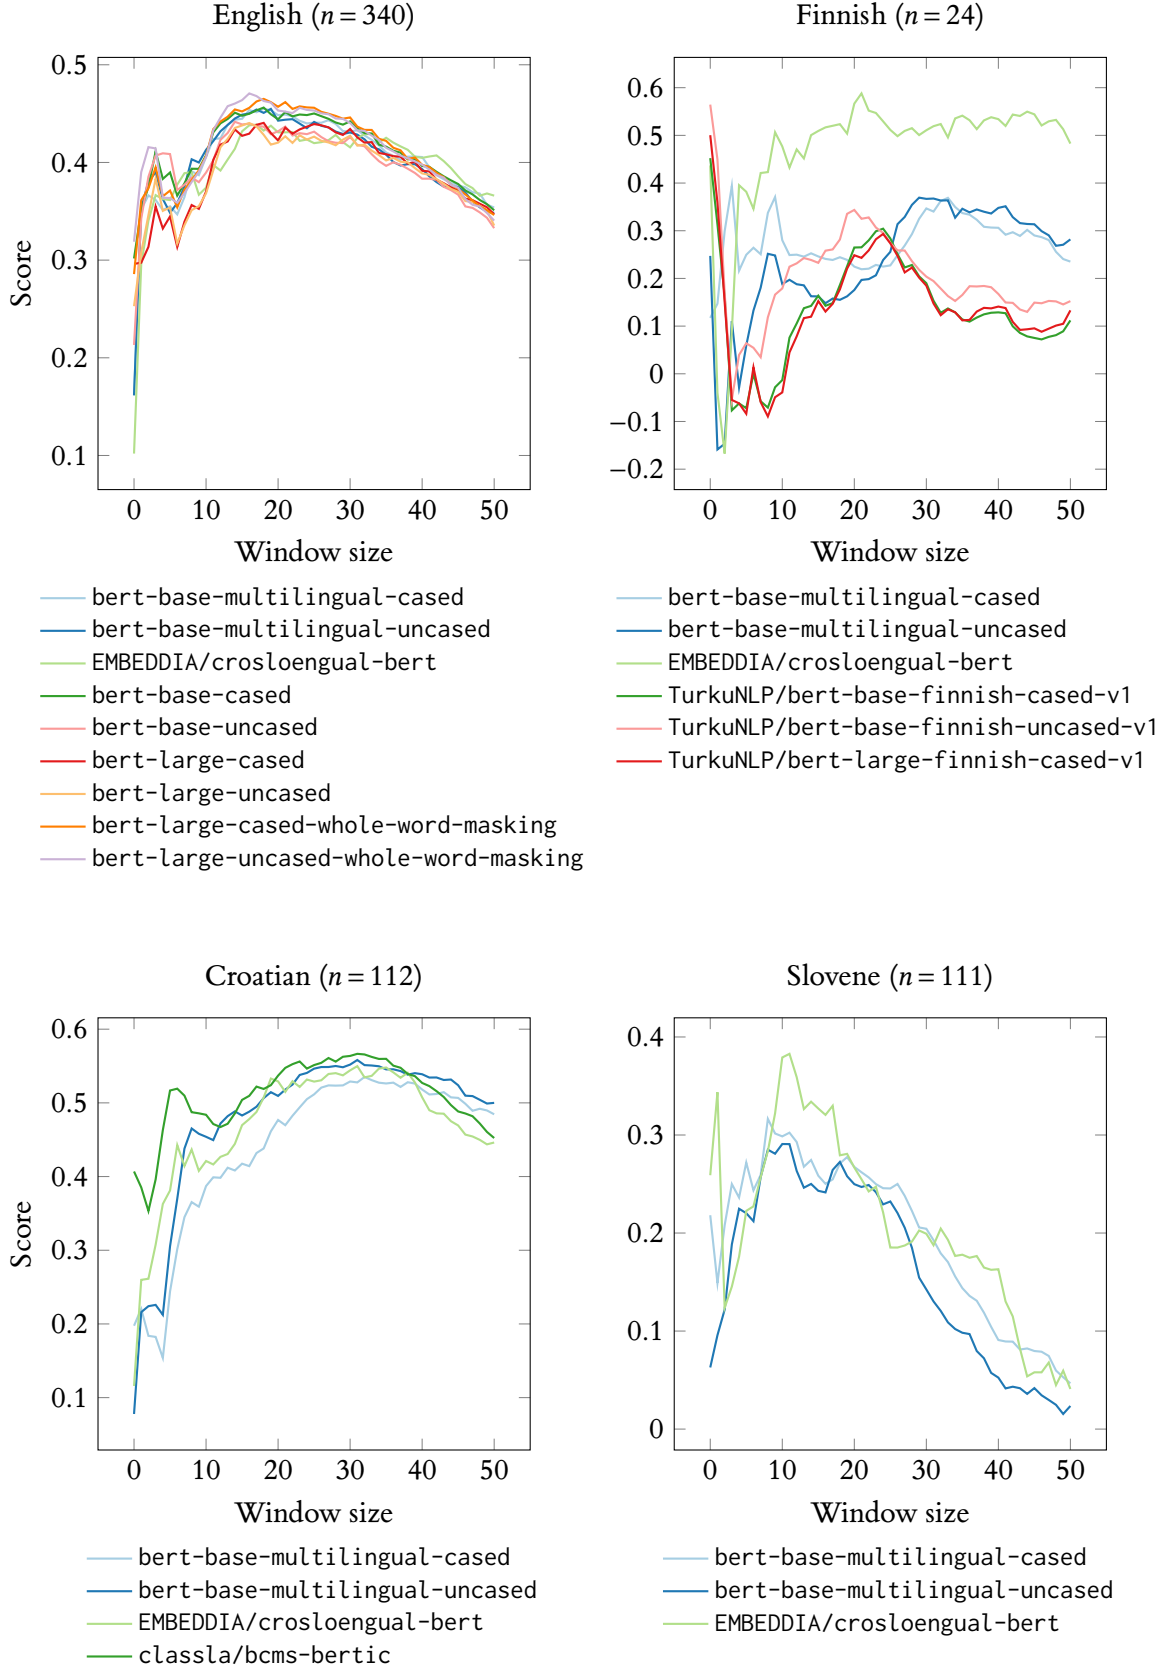 English (n = 340)
0.5
0.4
0.3
0.2
0.1
Score
0 10 20 30 40 50
Window size
bert-base-multilingual-cased
bert-base-multilingual-uncased
EMBEDDIA/crosloengual-bert
bert-base-cased
bert-base-uncased
bert-large-cased
bert-large-uncased
bert-large-cased-whole-word-masking
bert-large-uncased-whole-word-masking
Finnish (n = 24)
0.6
0.5
0.4
0.3
0.2
0.1
0
−0.1
−0.2
0 10 20 30 40 50
Window size
bert-base-multilingual-cased
bert-base-multilingual-uncased
EMBEDDIA/crosloengual-bert
TurkuNLP/bert-base-finnish-cased-v1
TurkuNLP/bert-base-finnish-uncased-v1
TurkuNLP/bert-large-finnish-cased-v1
Croatian (n = 112)
0.6
0.5
0.4
0.3
0.2
0.1
Score
0 10 20 30 40 50
Window size
bert-base-multilingual-cased
bert-base-multilingual-uncased
EMBEDDIA/crosloengual-bert
classla/bcms-bertic
Slovene (n = 111)
0.4
0.3
0.2
0.1
0
0 10 20 30 40 50
Window size
bert-base-multilingual-cased
bert-base-multilingual-uncased
EMBEDDIA/crosloengual-bert